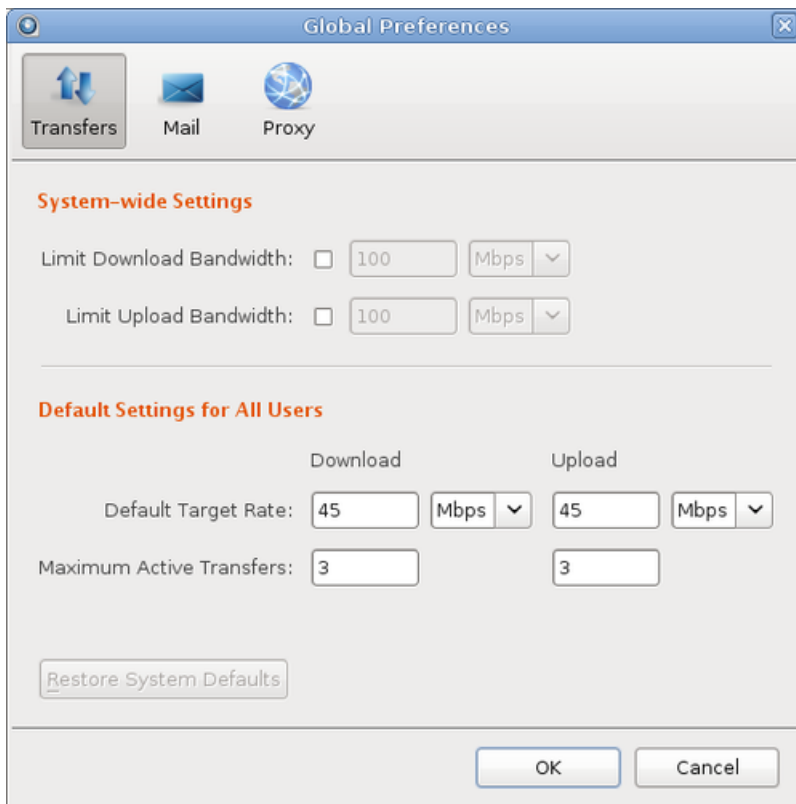 Global Preferences
Transfers Mail Proxy
System-wide Settings
Limit Download Bandwidth: 100 Mbps
Limit Upload Bandwidth: 100 Mbps
Default Settings for All Users
Download Upload
Default Target Rate: 45 Mbps 45 Mbps
Maximum Active Transfers: 3 3
Restore System Defaults
OK Cancel